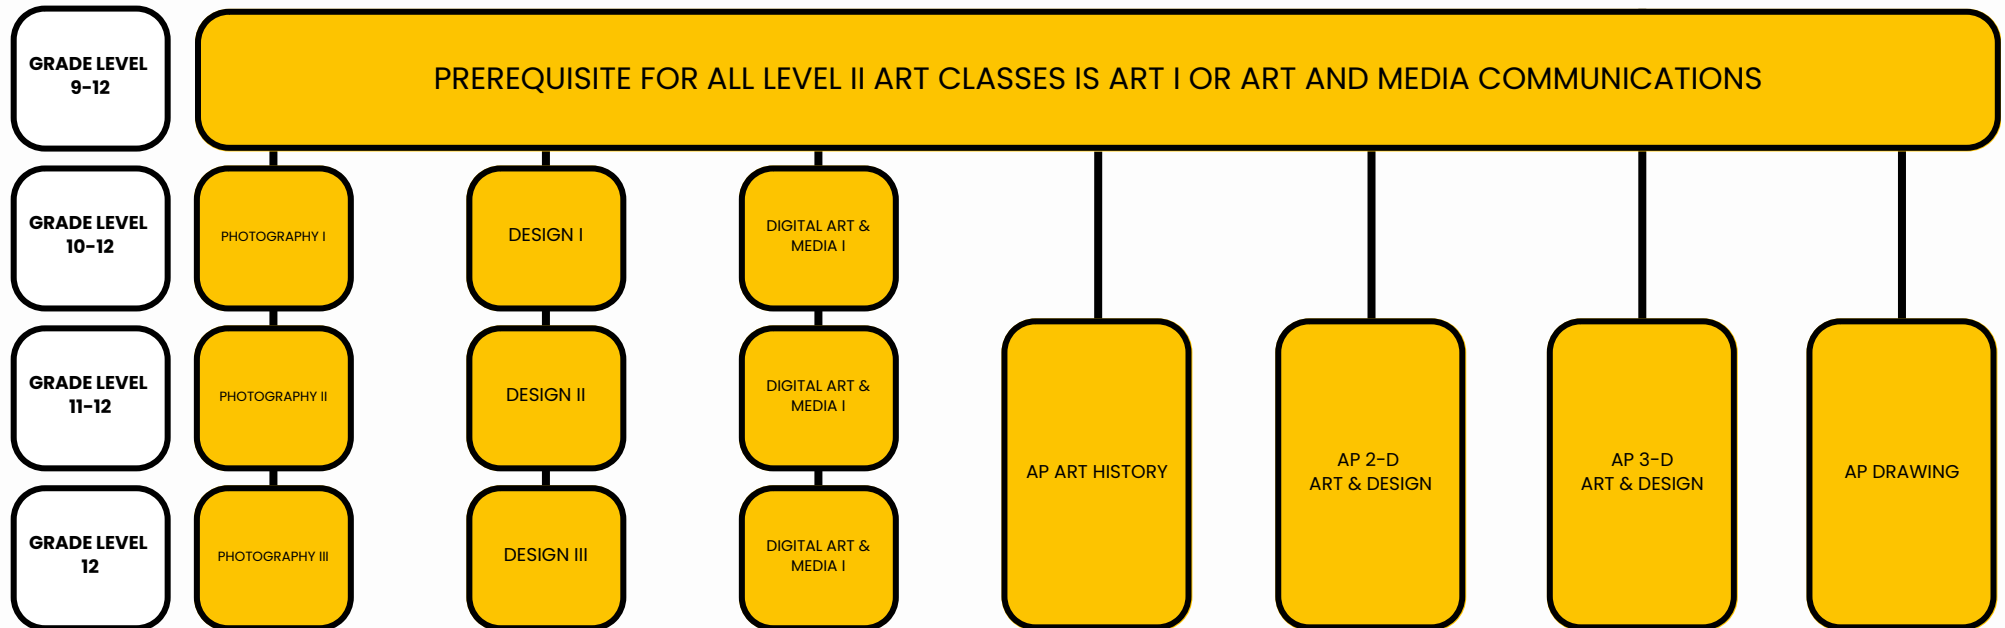 GRADE LEVEL
9-12
PREREQUISITE FOR ALL LEVEL II ART CLASSES IS ART I OR ART AND MEDIA COMMUNICATIONS
GRADE LEVEL
10-12
PHOTOGRAPHY I
DESIGN I
DIGITAL ART &
MEDIA I
GRADE LEVEL
11-12
PHOTOGRAPHY II
DESIGN II
DIGITAL ART &
MEDIA I
AP ART HISTORY
AP 2-D
ART & DESIGN
AP 3-D
ART & DESIGN
AP DRAWING
GRADE LEVEL
12
PHOTOGRAPHY III
DESIGN III
DIGITAL ART &
MEDIA I